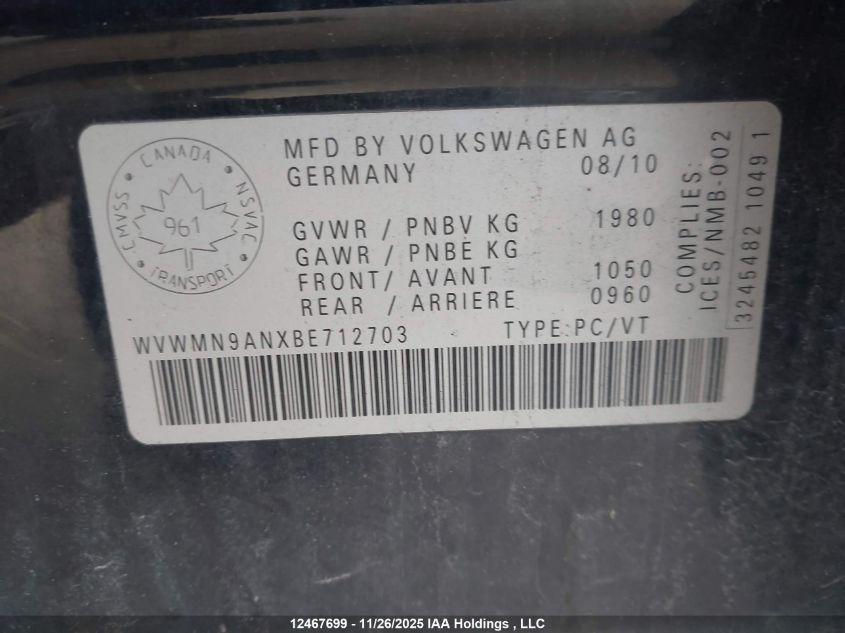 CANADA
CMVSS
NSVAC
961
TRANSPORT
MFD BY VOLKSWAGEN AG
GERMANY 08/10
GVWR / PNBV KG 1980
GAWR / PNBE KG
FRONT/ AVANT 1050
REAR / ARRIERE 0960
WVWMN9ANXBE712703 TYPE:PC/VT
COMPLIES:
ICES/NMB-002
3245482 1049 1
12467699 - 11/26/2025 IAA Holdings , LLC